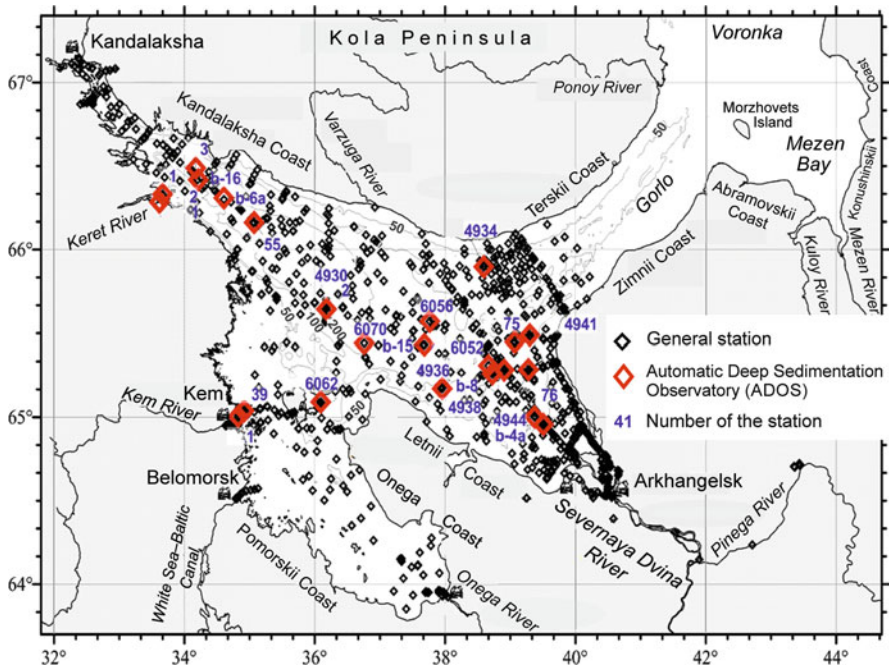 Kandalaksha
Kola Peninsula
Voronka
67°
Kandalaksha Coast
Varzuga River
Ponoy River
Morzhovets
Island
Mezen
Bay
Coast
Konushinskii
Mezen River
Abramovskii
Coast
Kuloy River
50
Gorlo
Terskii Coast
Zimnii Coast
3
1
b-16
2
1
b-6a
Keret River
50
66°
55
4934
4930
2
50
100
200
6056
6070
b-15
6052
75
4941
4936
b-8
76
6062
4938
4944
b-4a
General station
Automatic Deep Sedimentation
Observatory (ADOS)
41 Number of the station
65°
Kem
39
Kem River
1
50
Letnii
Coast
Belomorsk
Onega
Coast
Arkhangelsk
Severnaya Dvina
River
Pinega River
White Sea–Baltic
Canal
Pomorskii Coast
Onega River
64°
32° 34° 36° 38° 40° 42° 44°